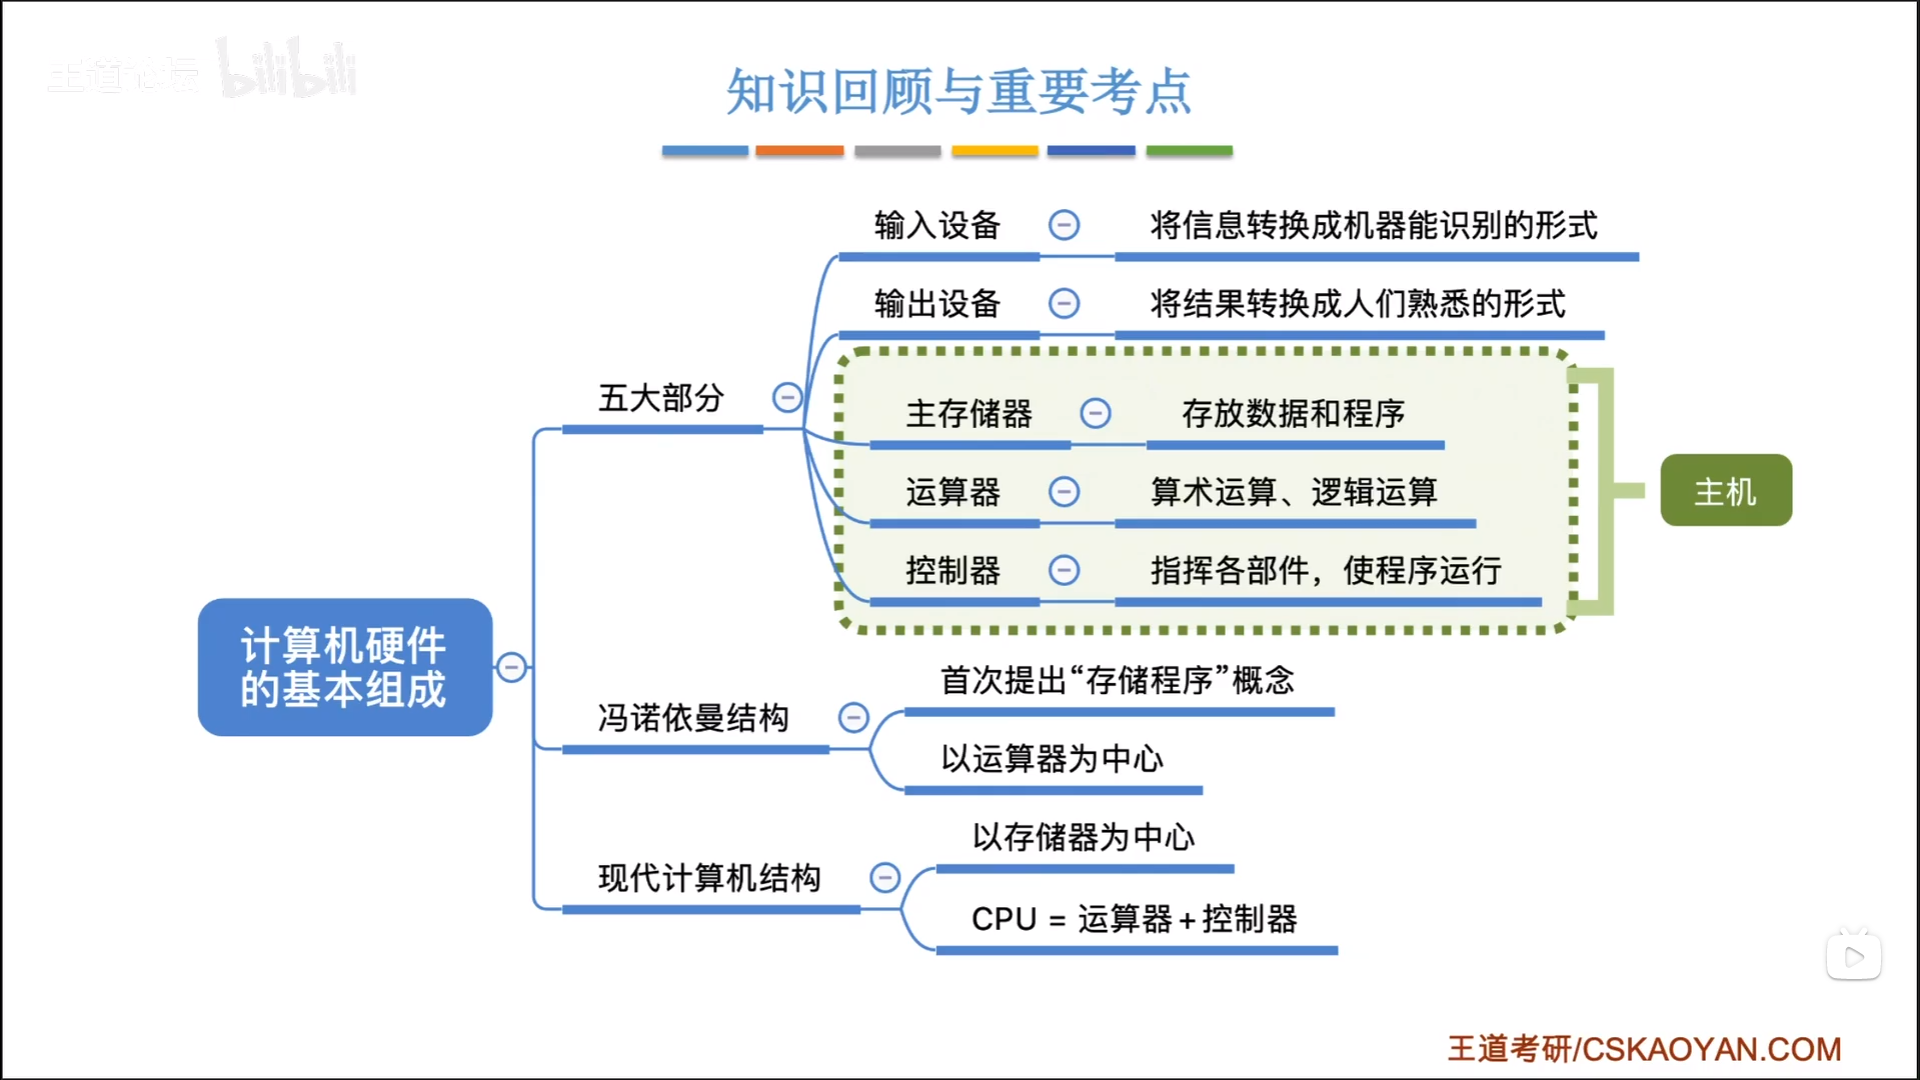 王道论坛 bilibili
知识回顾与重要考点
输入设备 将信息转换成机器能识别的形式
输出设备 将结果转换成人们熟悉的形式
五大部分
主存储器 存放数据和程序
运算器 算术运算、逻辑运算
主机
控制器 指挥各部件，使程序运行
计算机硬件
的基本组成
首次提出“存储程序”概念
冯诺依曼结构
以运算器为中心
以存储器为中心
现代计算机结构
CPU = 运算器+控制器
王道考研/CSKAOYAN.COM